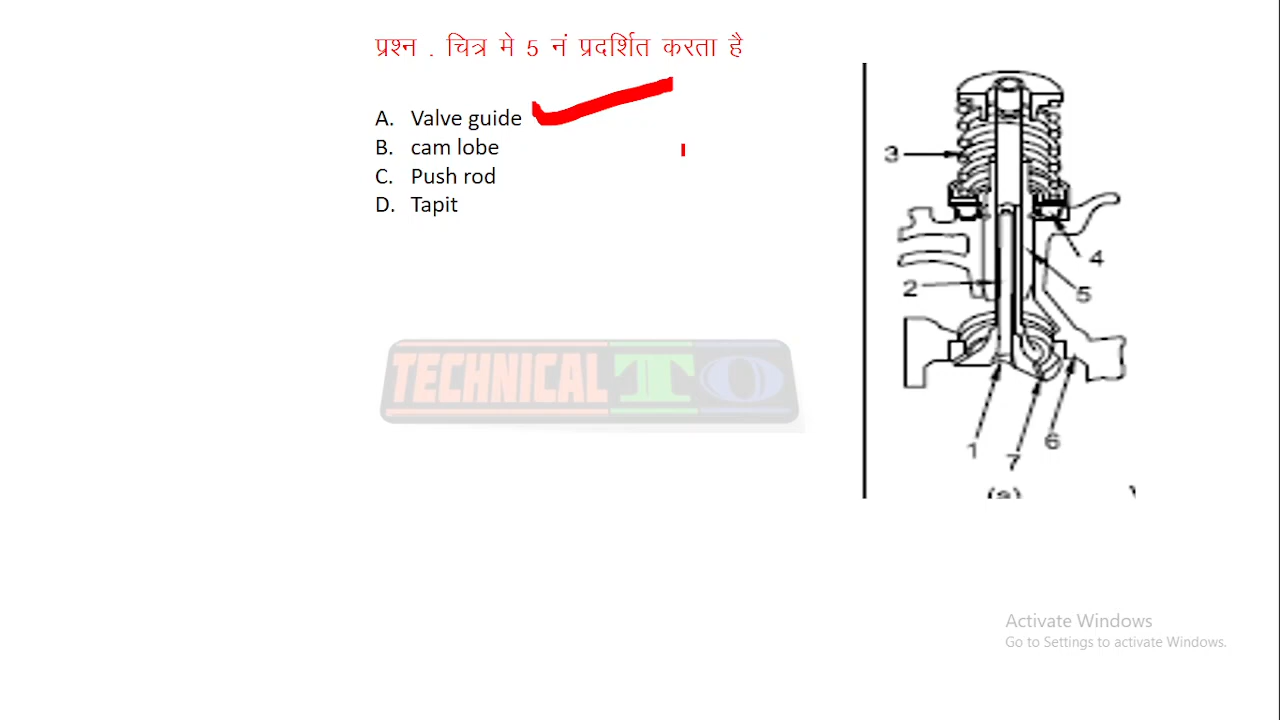 प्रश्न . चित्र मे 5 नं प्रदर्शित करता है
A. Valve guide
B. cam lobe
C. Push rod
D. Tapit
3
4
2
5
1
7
6
(a)
TECHNICAL TO
Activate Windows
Go to Settings to activate Windows.